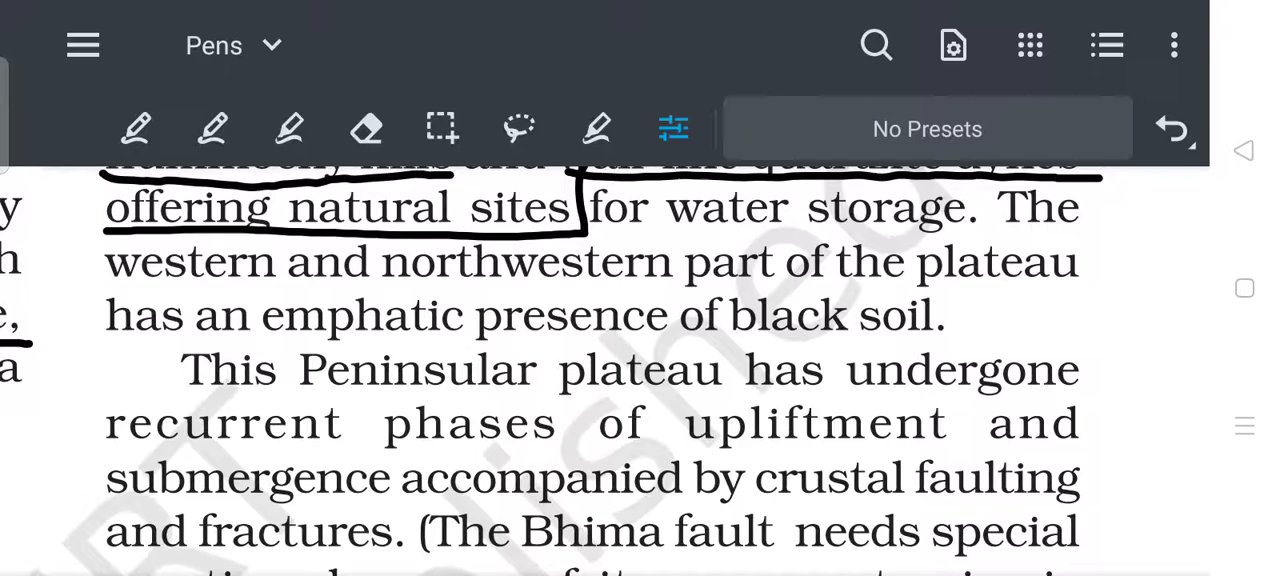 Pens
No Presets
y
h
e,
a
offering natural sites for water storage. The
western and northwestern part of the plateau
has an emphatic presence of black soil.
This Peninsular plateau has undergone
recurrent phases of upliftment and
submergence accompanied by crustal faulting
and fractures. (The Bhima fault needs special